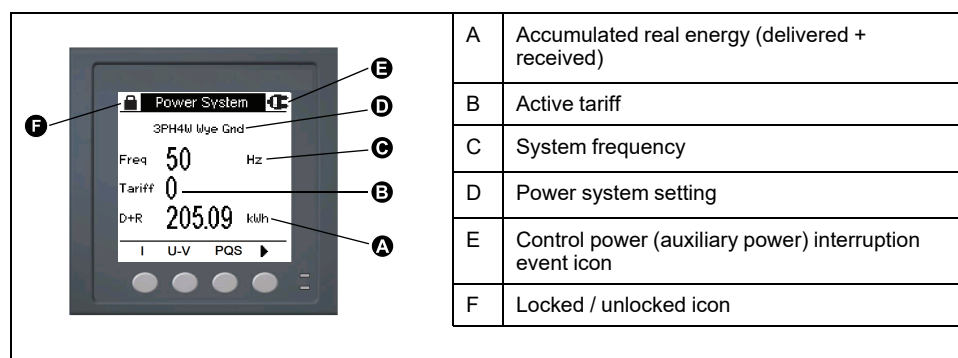 Power System
3PH4W Wye Gnd
Freq 50 Hz
Tariff 0
D+R 205.09 kWh
I U-V PQS
E
D
F
C
B
A
A Accumulated real energy (delivered +
received)
B Active tariff
C System frequency
D Power system setting
E Control power (auxiliary power) interruption
event icon
F Locked / unlocked icon